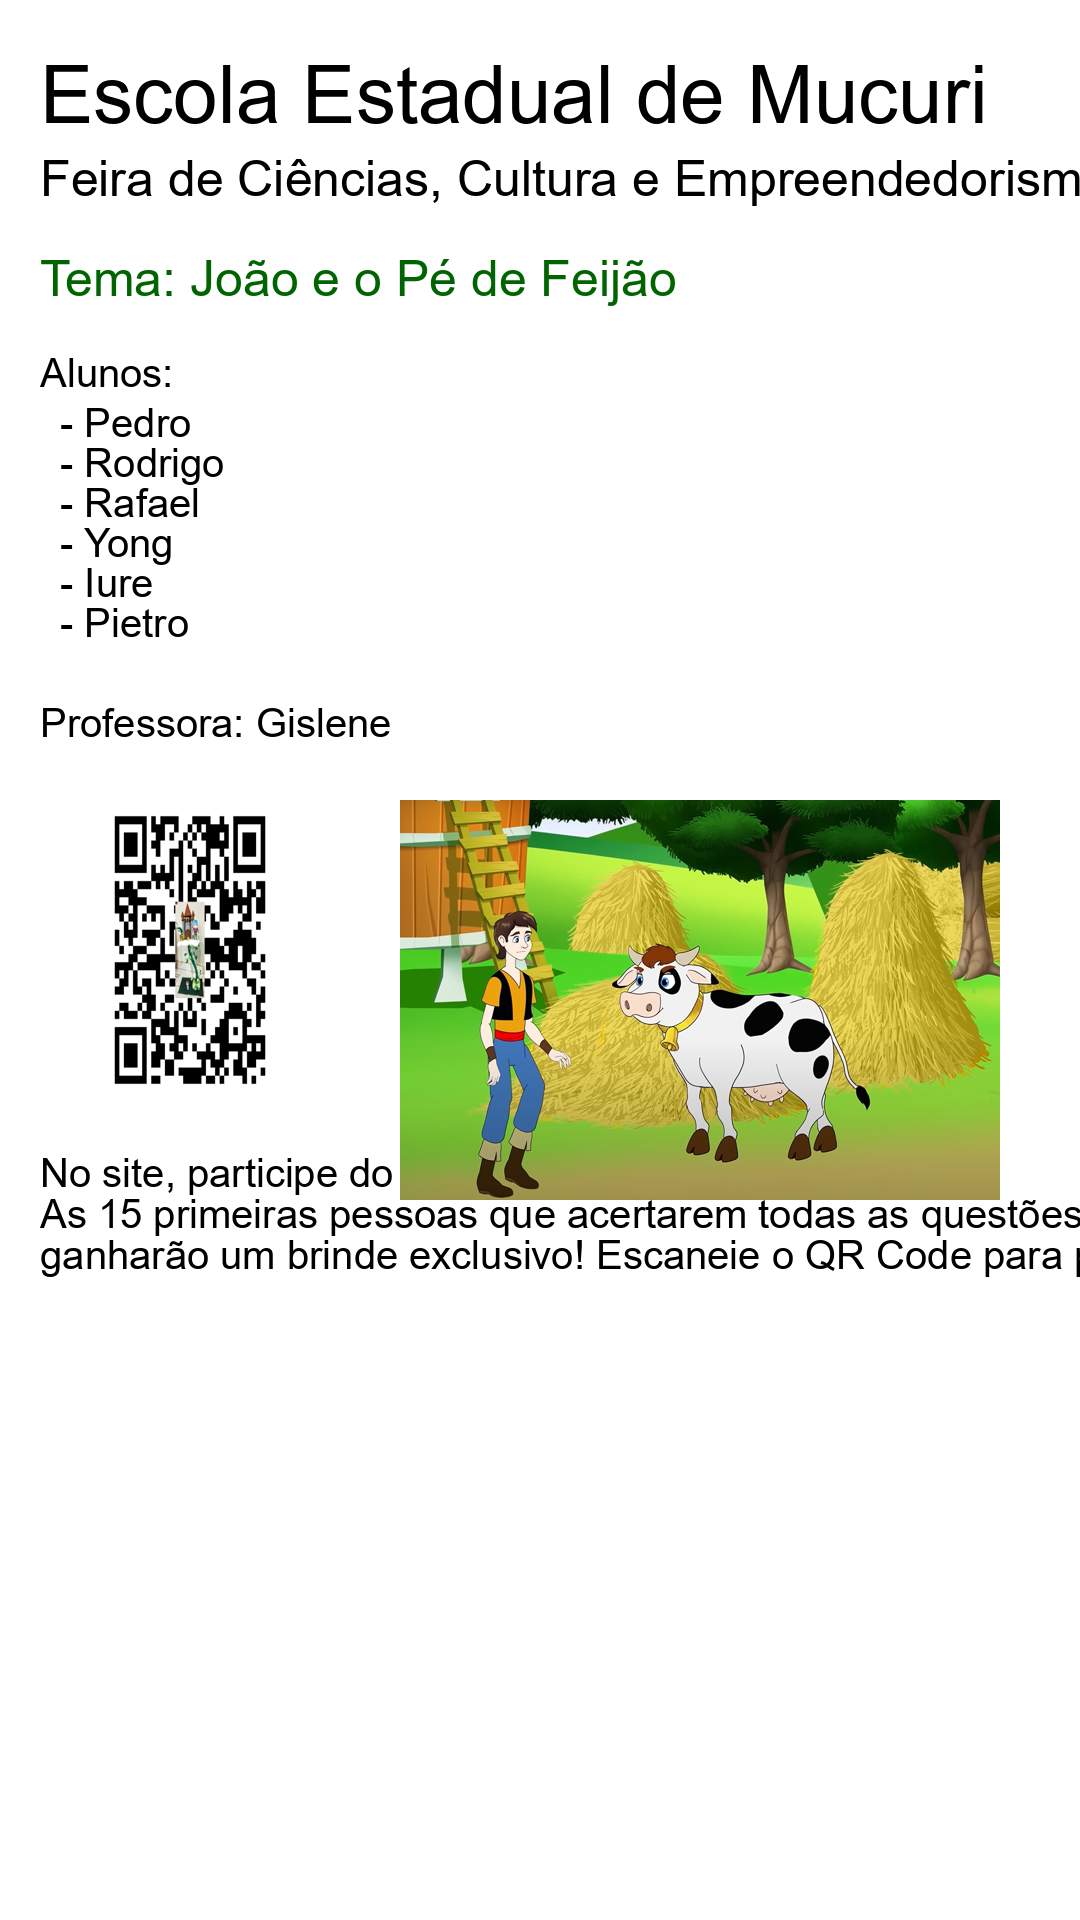 Escola Estadual de Mucuri
Feira de Ciências, Cultura e Empreendedorism
Tema: João e o Pé de Feijão
Alunos:
- Pedro
- Rodrigo
- Rafael
- Yong
- Iure
- Pietro
Professora: Gislene
No site, participe do
As 15 primeiras pessoas que acertarem todas as questões
ganharão um brinde exclusivo! Escaneie o QR Code para